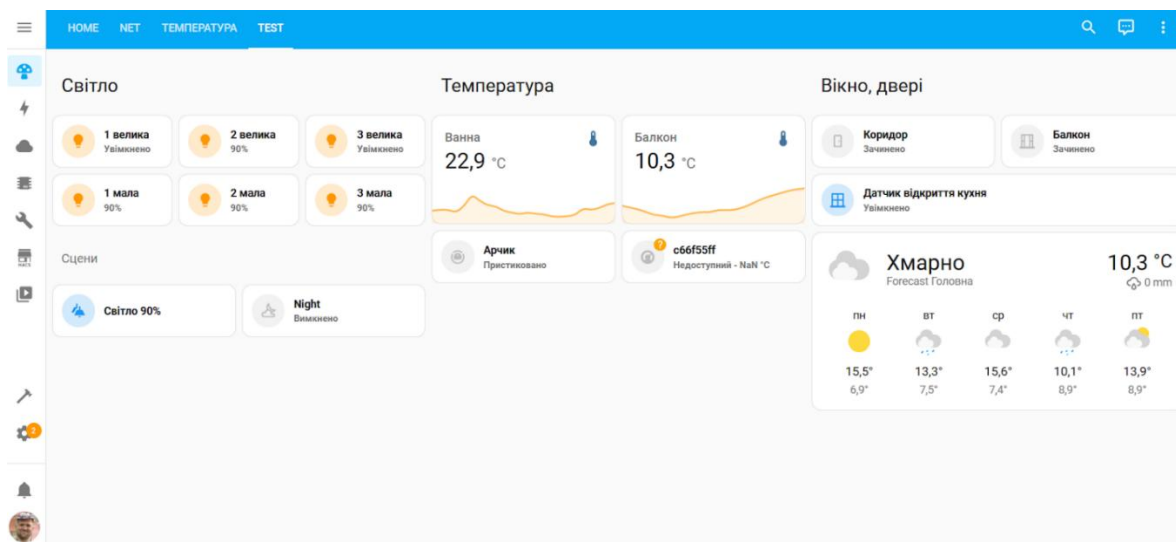 HOME NET ТЕМПЕРАТУРА TEST
Світло
1 велика
Увімкнено
2 велика
90%
3 велика
Увімкнено
1 мала
90%
2 мала
90%
3 мала
90%
Сцени
Світло 90%
Night
Вимкнено
Температура
Ванна
22,9 °C
Балкон
10,3 °C
Арчик
Пристиковано
?
c66f55ff
Недоступний - NaN °C
Вікно, двері
Коридор
Зачинено
Балкон
Зачинено
Датчик відкриття кухня
Увімкнено
Хмарно
Forecast Головна
10,3 °C
0 mm
пн вт ср чт пт
15,5° 13,3° 15,6° 10,1° 13,9°
6,9° 7,5° 7,4° 8,9° 8,9°
2